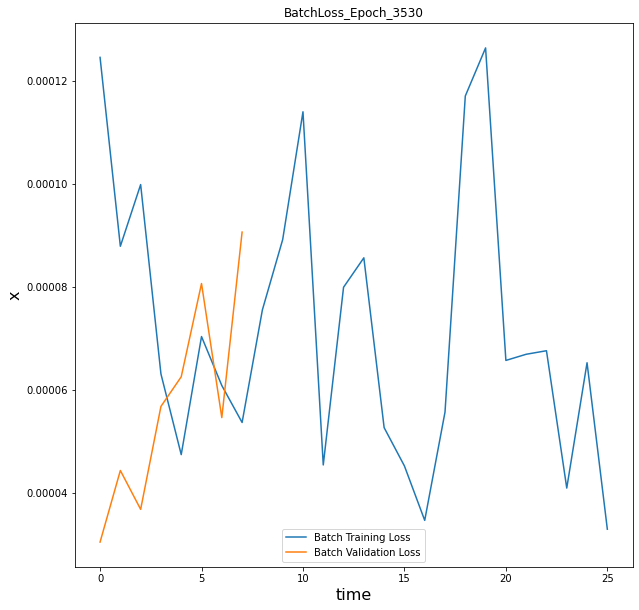 BatchLoss_Epoch_3530
0.00012
0.00010
0.00008
0.00006
0.00004
x
0
5
10
15
20
25
time
Batch Training Loss
Batch Validation Loss